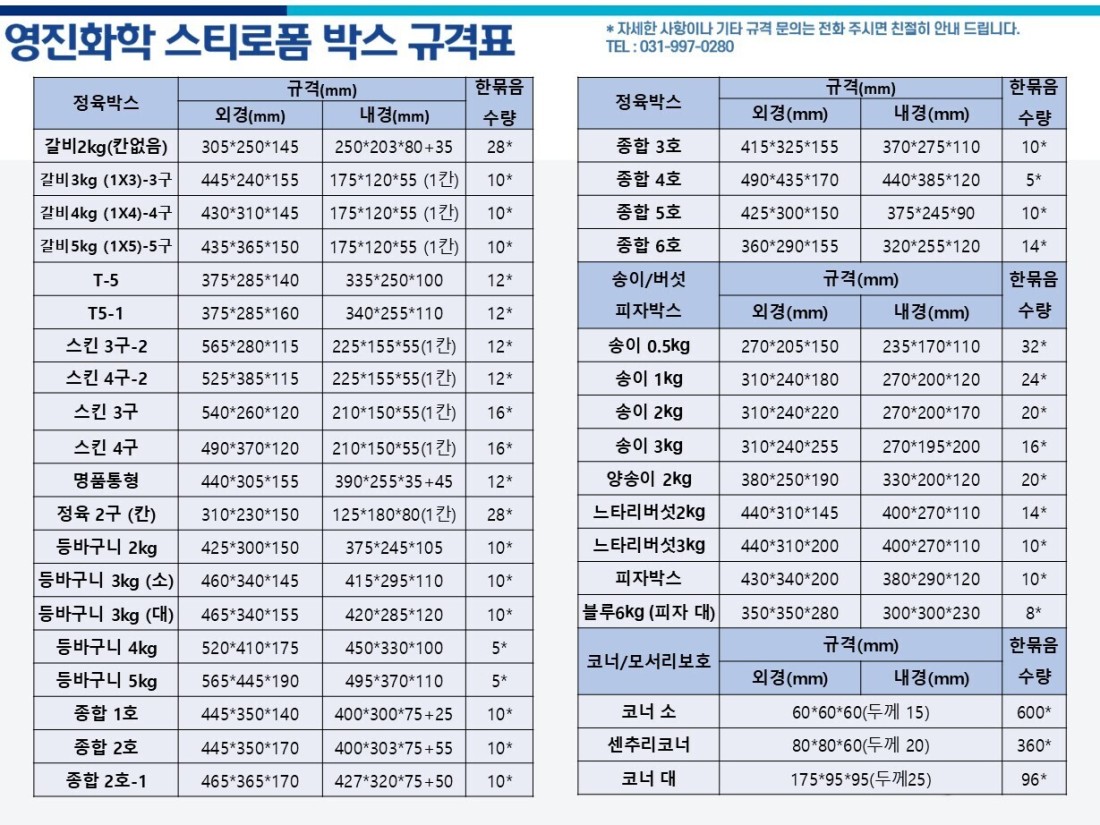 영진화학 스티로폼 박스 규격표
* 자세한 사항이나 기타 규격 문의는 전화 주시면 친절히 안내 드립니다.
TEL : 031-997-0280
정육박스 규격(mm) 한묶음
외경(mm) 내경(mm) 수량
갈비2kg(칸없음) 305*250*145 250*203*80+35 28*
갈비3kg (1X3)-3구 445*240*155 175*120*55 (1칸) 10*
갈비4kg (1X4)-4구 430*310*145 175*120*55 (1칸) 10*
갈비5kg (1X5)-5구 435*365*150 175*120*55 (1칸) 10*
T-5 375*285*140 335*250*100 12*
T5-1 375*285*160 340*255*110 12*
스킨 3구-2 565*280*115 225*155*55(1칸) 12*
스킨 4구-2 525*385*115 225*155*55(1칸) 12*
스킨 3구 540*260*120 210*150*55(1칸) 16*
스킨 4구 490*370*120 210*150*55(1칸) 16*
명품통형 440*305*155 390*255*35+45 12*
정육 2구 (칸) 310*230*150 125*180*80(1칸) 28*
등바구니 2kg 425*300*150 375*245*105 10*
등바구니 3kg (소) 460*340*145 415*295*110 10*
등바구니 3kg (대) 465*340*155 420*285*120 10*
등바구니 4kg 520*410*175 450*330*100 5*
등바구니 5kg 565*445*190 495*370*110 5*
종합 1호 445*350*140 400*300*75+25 10*
종합 2호 445*350*170 400*303*75+55 10*
종합 2호-1 465*365*170 427*320*75+50 10*
정육박스 규격(mm) 한묶음
외경(mm) 내경(mm) 수량
종합 3호 415*325*155 370*275*110 10*
종합 4호 490*435*170 440*385*120 5*
종합 5호 425*300*150 375*245*90 10*
종합 6호 360*290*155 320*255*120 14*
송이/버섯 규격(mm) 한묶음
피자박스 외경(mm) 내경(mm) 수량
송이 0.5kg 270*205*150 235*170*110 32*
송이 1kg 310*240*180 270*200*120 24*
송이 2kg 310*240*220 270*200*170 20*
송이 3kg 310*240*255 270*195*200 16*
양송이 2kg 380*250*190 330*200*120 20*
느타리버섯2kg 440*310*145 400*270*110 14*
느타리버섯3kg 440*310*200 400*270*110 10*
피자박스 430*340*200 380*290*120 10*
블루6kg (피자 대) 350*350*280 300*300*230 8*
코너/모서리보호 규격(mm) 한묶음
외경(mm) 내경(mm) 수량
코너 소 60*60*60(두께 15) 600*
센추리코너 80*80*60(두께 20) 360*
코너 대 175*95*95(두께25) 96*